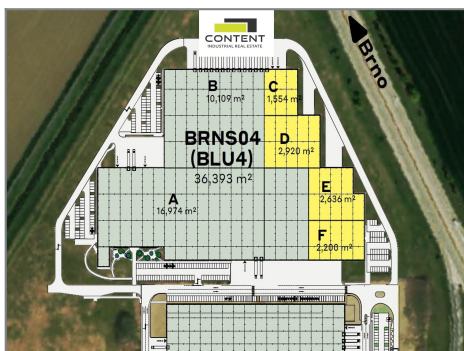 CONTENT
INDUSTRIAL REAL ESTATE
Brno
B
10,109 m²
C
1,554 m²
D
2,920 m²
BRNS04
(BLU4)
36,393 m²
E
2,636 m²
A
16,974 m²
F
2,200 m²